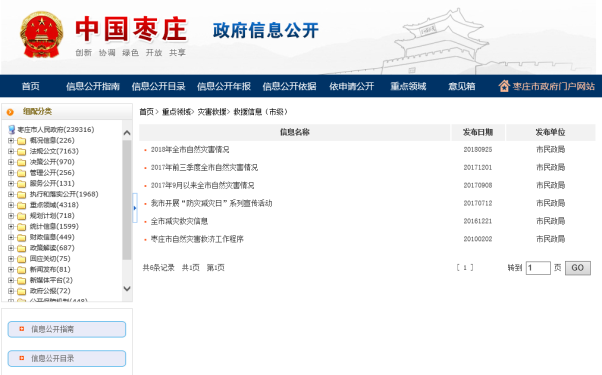 中国枣庄 政府信息公开
创新 协调 绿色 开放 共享
首页 信息公开指南 信息公开目录 信息公开年报 信息公开依据 依申请公开 重点领域 意见箱 枣庄市政府门户网站
细配分类
枣庄市人民政府(239316)
概况信息(226)
法规公文(7163)
决策公开(970)
管理公开(256)
服务公开(131)
执行和落实公开(1968)
重点领域(4318)
规划计划(718)
统计信息(1599)
财政信息(449)
政策解读(687)
回应关切(75)
新闻发布(81)
新媒体平台(2)
政府公报(72)
公开保障机制(448)
信息公开指南
信息公开目录
首页> 重点领域> 灾害救援> 救援信息（市级）
信息名称 发布日期 发布单位
2018年全市自然灾害情况 20180925 市民政局
2017年前三季度全市自然灾害情况 20171201 市民政局
2017年9月以来全市自然灾害情况 20170908 市民政局
我市开展“防灾减灾日”系列宣传活动 20170712 市民政局
全市减灾救灾信息 20161221 市民政局
枣庄市自然灾害救济工作程序 20100202 市民政局
共6条记录 共1页 第1页 [ 1 ] 转到 1 页 GO